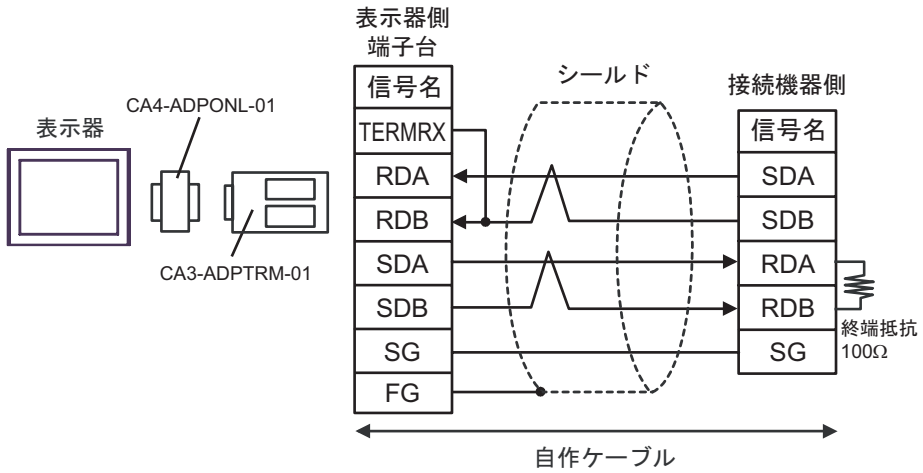 表示器側
端子台
信号名
TERMRX
RDA
RDB
SDA
SDB
SG
FG
シールド
接続機器側
信号名
SDA
SDB
RDA
RDB
SG
終端抵抗
100Ω
CA4-ADPONL-01
表示器
CA3-ADPTRM-01
自作ケーブル